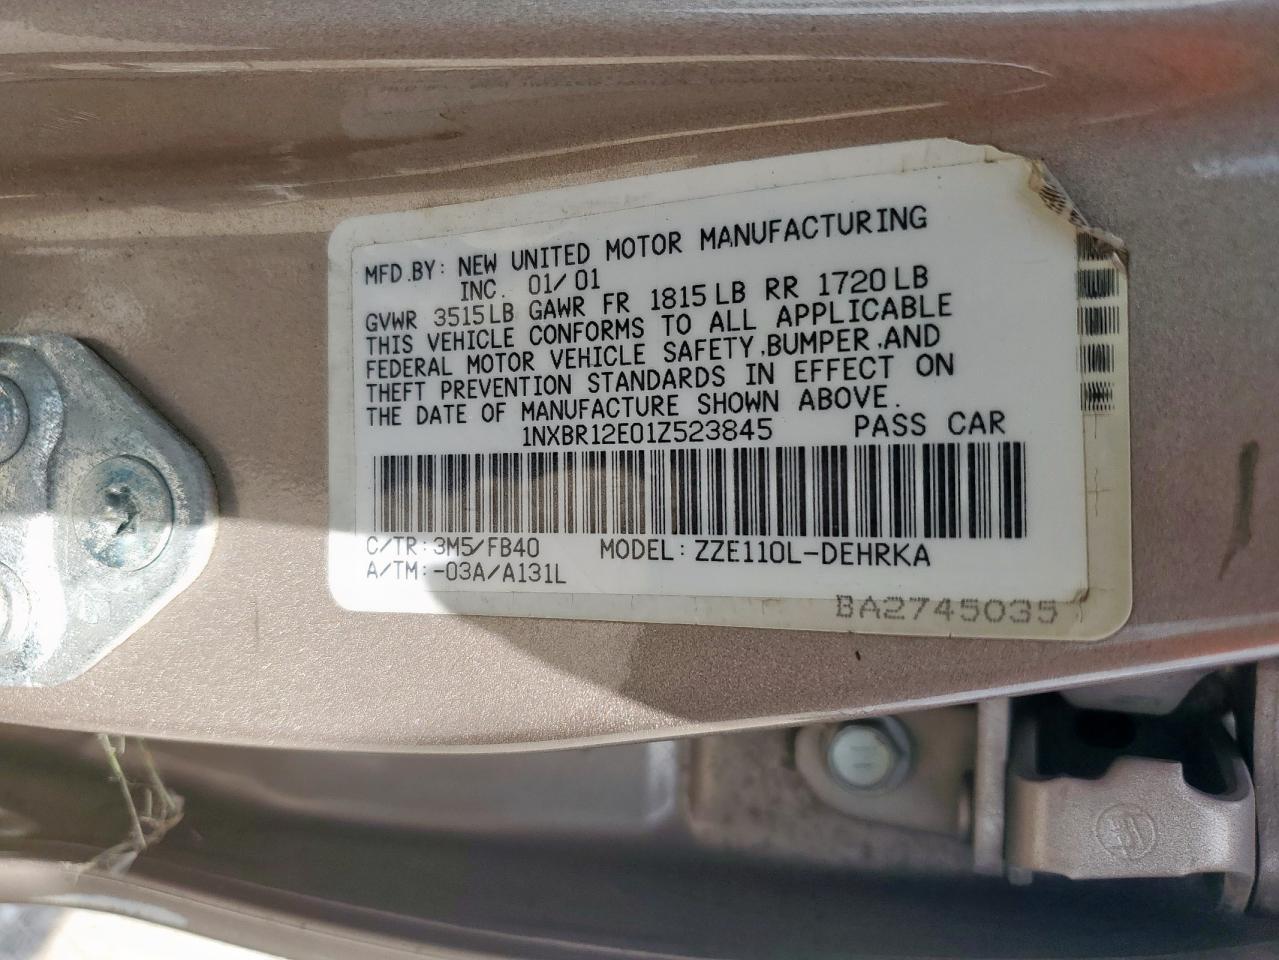 MFD.BY: NEW UNITED MOTOR MANUFACTURING
INC. 01/01
GVWR 3515LB GAWR FR 1815LB RR 1720LB
THIS VEHICLE CONFORMS TO ALL APPLICABLE
FEDERAL MOTOR VEHICLE SAFETY,BUMPER,AND
THEFT PREVENTION STANDARDS IN EFFECT ON
THE DATE OF MANUFACTURE SHOWN ABOVE.
1NXBR12E01Z523845 PASS CAR
C/TR:3M5/FB40 MODEL:ZZE110L-DEHRKA
A/TM:-03A/A131L
BA2745035